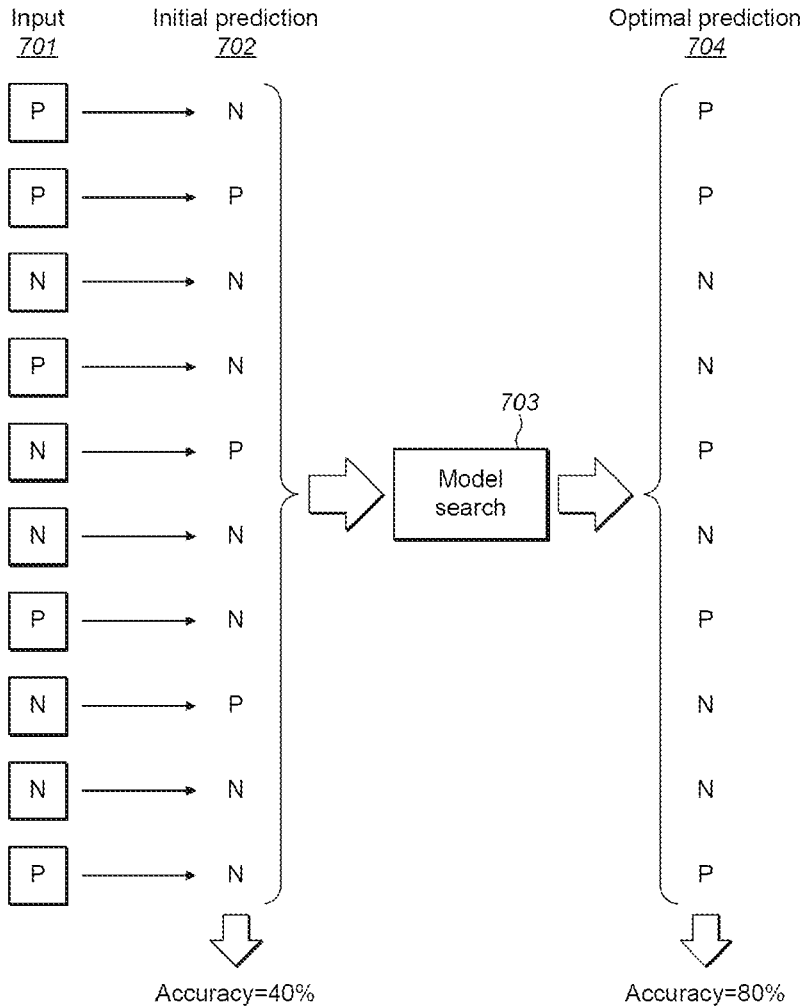 Input Initial prediction Optimal prediction
701 702 704
P N P
P P P
N N N
P N N
703
N P P
Model
search
N N N
P N P
N P N
N N N
P N P
Accuracy=40% Accuracy=80%